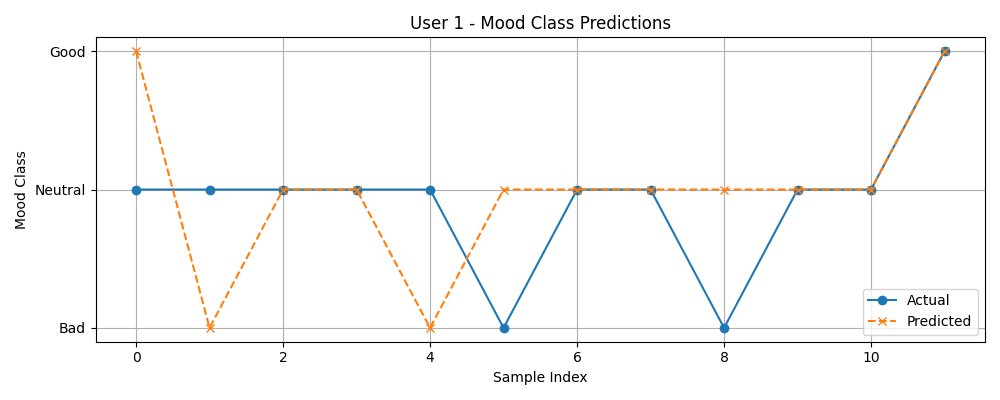 User 1 - Mood Class Predictions
Good
Neutral
Bad
Mood Class
0
2
4
6
8
10
Sample Index
Actual
Predicted